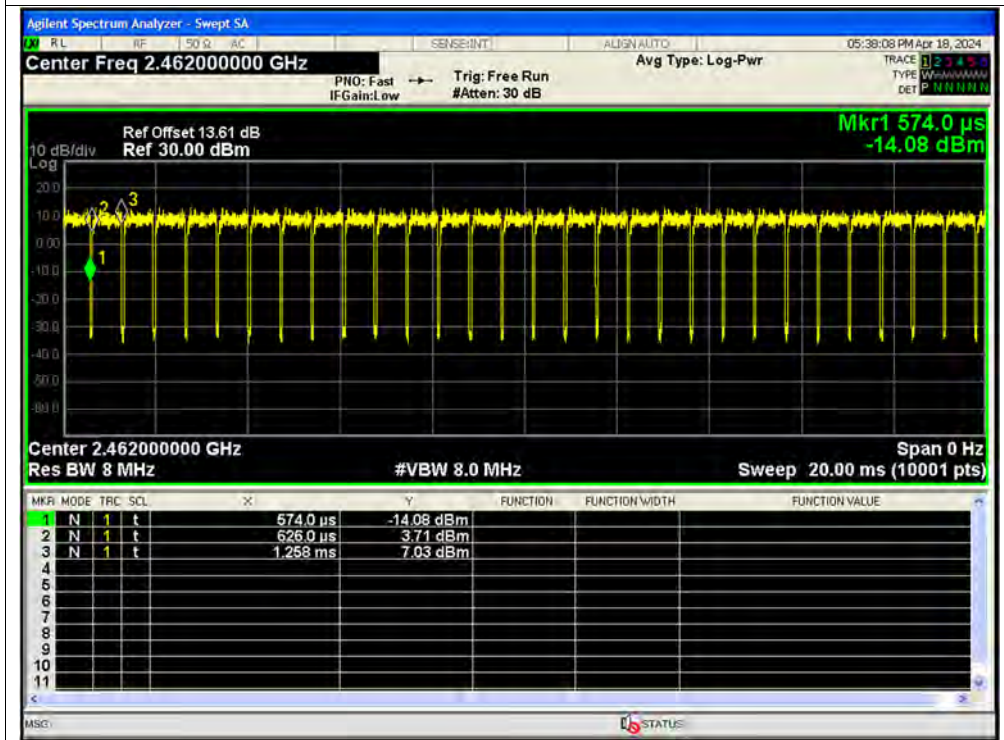 Agilent Spectrum Analyzer - Swept SA
RL RF 50 Ω AC SENSE:INT ALIGN AUTO 05:38:08 PM Apr 18, 2024
Center Freq 2.462000000 GHz Avg Type: Log-Pwr TRACE 1 2 3 4 5 6
PNO: Fast Trig: Free Run TYPE W
IFGain:Low #Atten: 30 dB DET P N N N N N
Mkr1 574.0 µs
Ref Offset 13.61 dB
10 dB/div Ref 30.00 dBm -14.08 dBm
Log
20.0
3
2
10.0
0.00
1
-10.0
-20.0
-30.0
-40.0
-50.0
-60.0
Center 2.462000000 GHz Span 0 Hz
Res BW 8 MHz #VBW 8.0 MHz Sweep 20.00 ms (10001 pts)
MKR MODE TRC SCL X Y FUNCTION FUNCTION WIDTH FUNCTION VALUE
1 N 1 t 574.0 µs -14.08 dBm
2 N 1 t 626.0 µs 3.71 dBm
3 N 1 t 1.258 ms 7.03 dBm
4
5
6
7
8
9
10
11
MSG STATUS